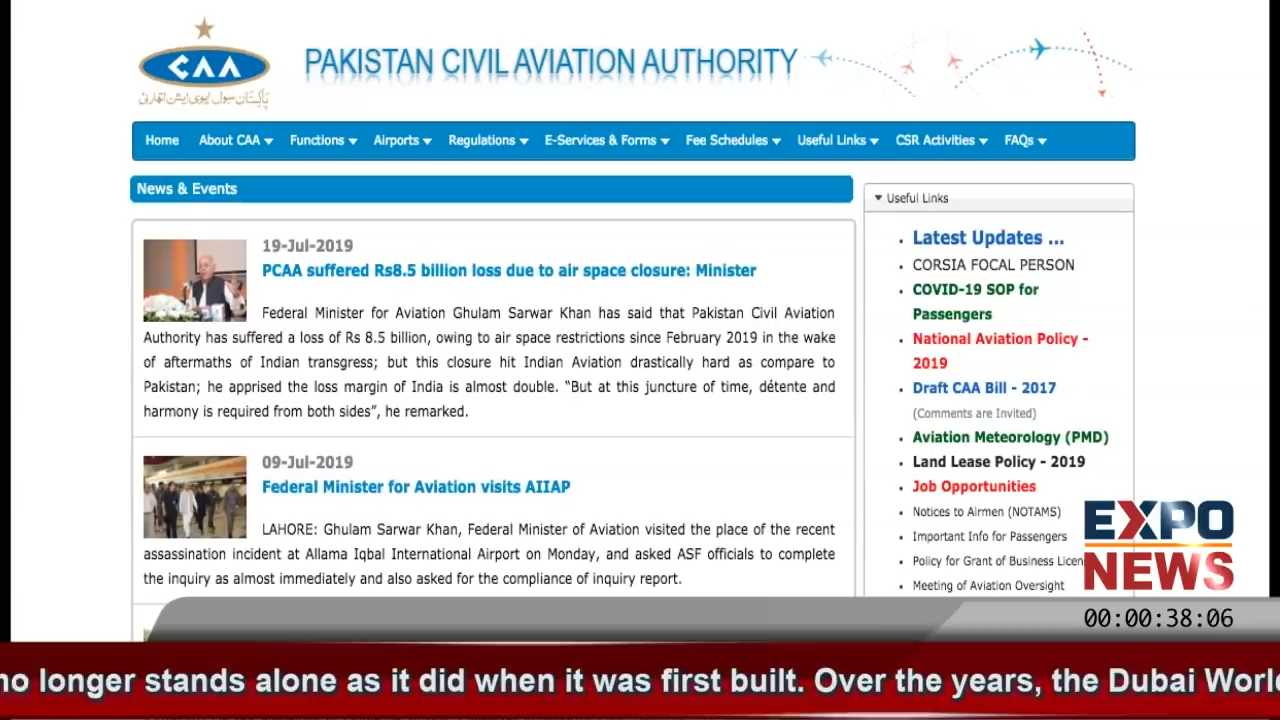 CAA
پاکستان سول ایوی ایشن اتھارٹی
PAKISTAN CIVIL AVIATION AUTHORITY
Home About CAA Functions Airports Regulations E-Services & Forms Fee Schedules Useful Links CSR Activities FAQs
News & Events
19-Jul-2019
PCAA suffered Rs8.5 billion loss due to air space closure: Minister
Federal Minister for Aviation Ghulam Sarwar Khan has said that Pakistan Civil Aviation
Authority has suffered a loss of Rs 8.5 billion, owing to air space restrictions since February 2019 in the wake
of aftermaths of Indian transgress; but this closure hit Indian Aviation drastically hard as compare to
Pakistan; he apprised the loss margin of India is almost double. “But at this juncture of time, détente and
harmony is required from both sides”, he remarked.
09-Jul-2019
Federal Minister for Aviation visits AIIAP
LAHORE: Ghulam Sarwar Khan, Federal Minister of Aviation visited the place of the recent
assassination incident at Allama Iqbal International Airport on Monday, and asked ASF officials to complete
the inquiry as almost immediately and also asked for the compliance of inquiry report.
Useful Links
Latest Updates ...
CORSIA FOCAL PERSON
COVID-19 SOP for
Passengers
National Aviation Policy -
2019
Draft CAA Bill - 2017
(Comments are Invited)
Aviation Meteorology (PMD)
Land Lease Policy - 2019
Job Opportunities
Notices to Airmen (NOTAMS)
Important Info for Passengers
Policy for Grant of Business Licen
Meeting of Aviation Oversight
EXPO
NEWS
00:00:38:06
no longer stands alone as it did when it was first built. Over the years, the Dubai World